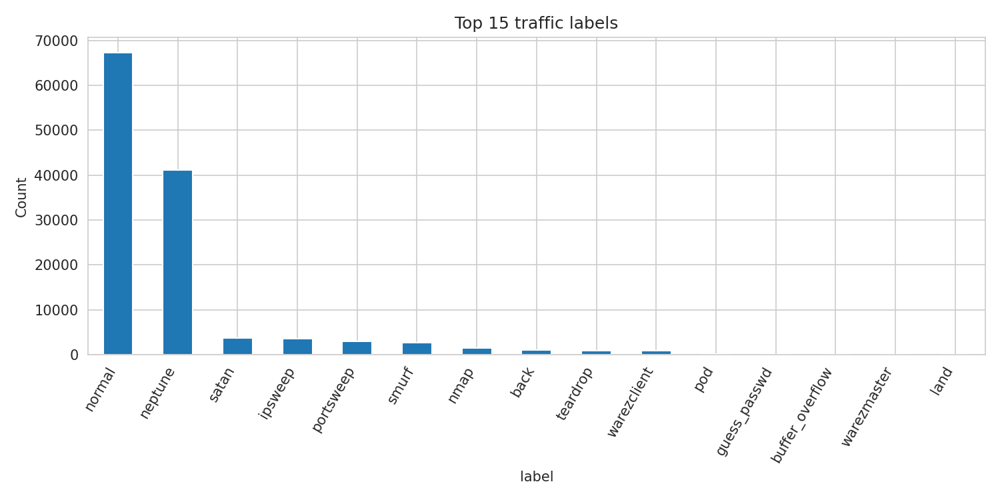 Top 15 traffic labels
70000
60000
50000
40000
30000
20000
10000
0
Count
normal
neptune
satan
ipsweep
portsweep
smurf
nmap
back
teardrop
warezclient
pod
guess_passwd
buffer_overflow
warezmaster
land
label